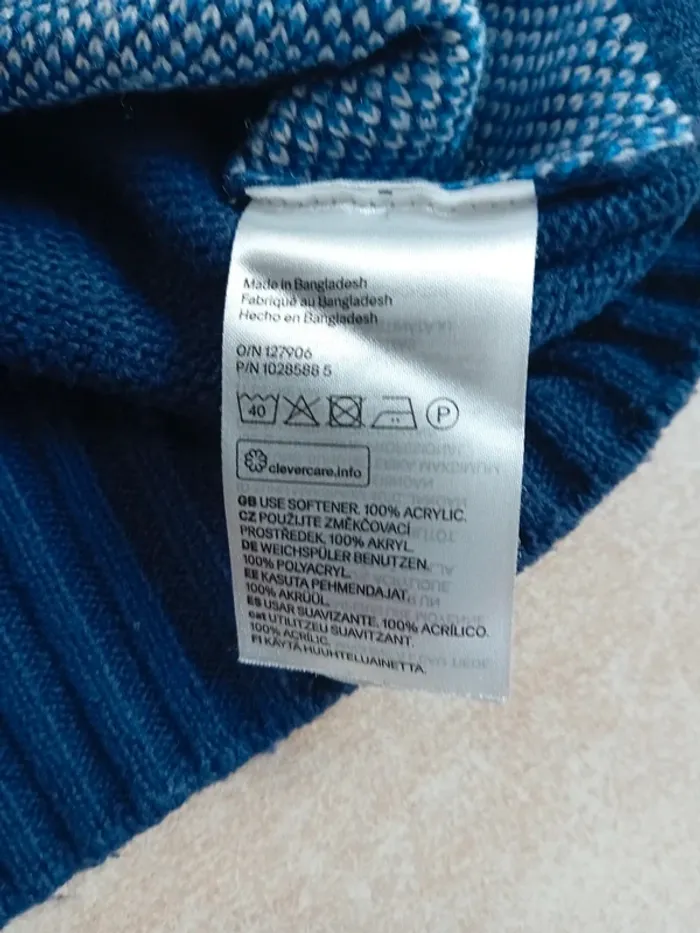 Made in Bangladesh
Fabriqué au Bangladesh
Hecho en Bangladesh
O/N 127906
P/N 1028588 5
40
P
clevercare.info
GB USE SOFTENER. 100% ACRYLIC.
CZ POUŽIJTE ZMĚKČOVACÍ
PROSTŘEDEK, 100% AKRYL.
DE WEICHSPÜLER BENUTZEN.
100% POLYACRYL.
EE KASUTA PEHMENDAJAT.
100% AKRÜÜL.
ES USAR SUAVIZANTE. 100% ACRÍLICO.
cat UTILITZEU SUAVITZANT.
100% ACRÍLIC.
FI KÄYTÄ HUUHTELUAINETTA.